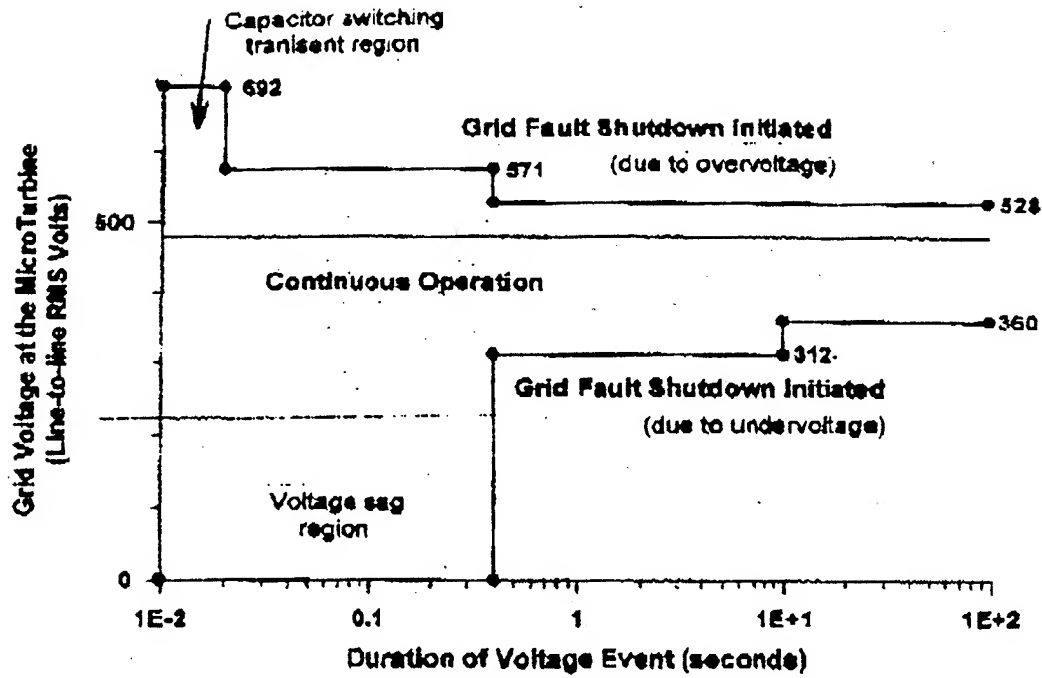 Capacitor switching
tranisent region
692
Grid Fault Shutdown Initiated
(due to overvoltage)
571
528
500
Continuous Operation
360
312
Grid Fault Shutdown Initiated
(due to undervoltage)
Voltage sag
region
0
1E-2
0.1
1
1E+1
1E+2
Duration of Voltage Event (seconds)
Grid Voltage at the MicroTurbine
(Line-to-line RMS Volts)